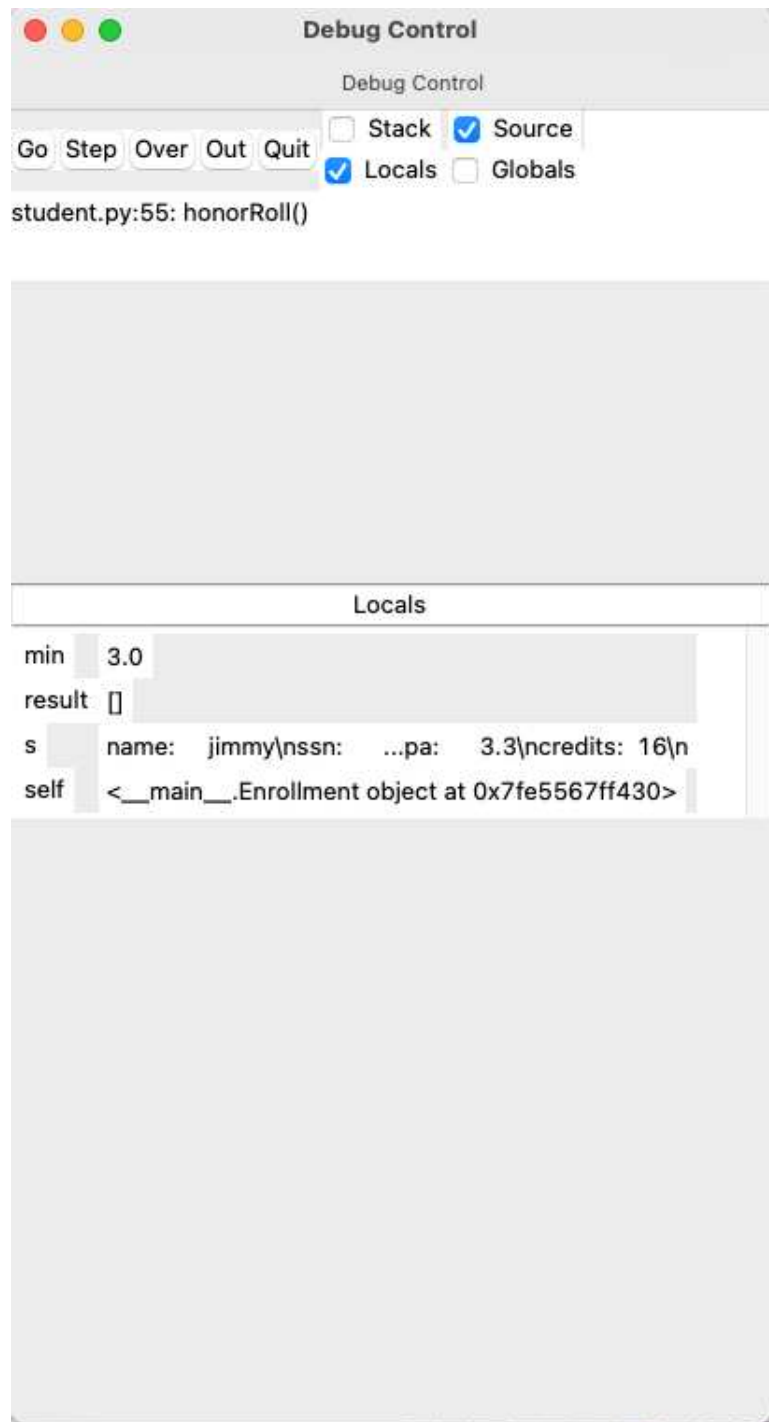 Debug Control
Debug Control
Go Step Over Out Quit
Stack Source
Locals Globals
student.py:55: honorRoll()
Locals
min 3.0
result []
s name: jimmy\nssn: ...pa: 3.3\ncredits: 16\n
self <__main__.Enrollment object at 0x7fe5567ff430>